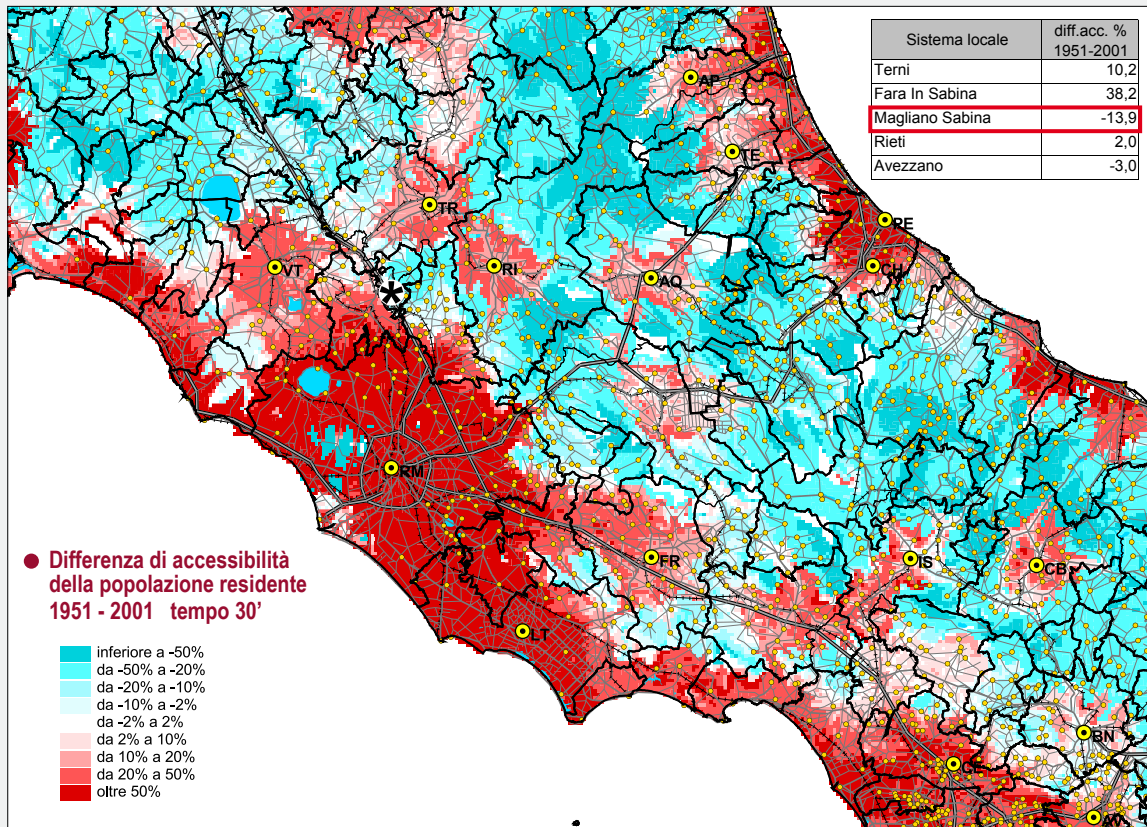 Sistema locale
diff.acc. %
1951-2001
Terni 10,2
Fara In Sabina 38,2
Magliano Sabina -13,9
Rieti 2,0
Avezzano -3,0
AP
TE
TR
PE
VT
RI
AQ
CH
*
RM
FR
IS
CB
LT
BN
CE
AV
● Differenza di accessibilità
della popolazione residente
1951 - 2001 tempo 30'
inferiore a -50%
da -50% a -20%
da -20% a -10%
da -10% a -2%
da -2% a 2%
da 2% a 10%
da 10% a 20%
da 20% a 50%
oltre 50%